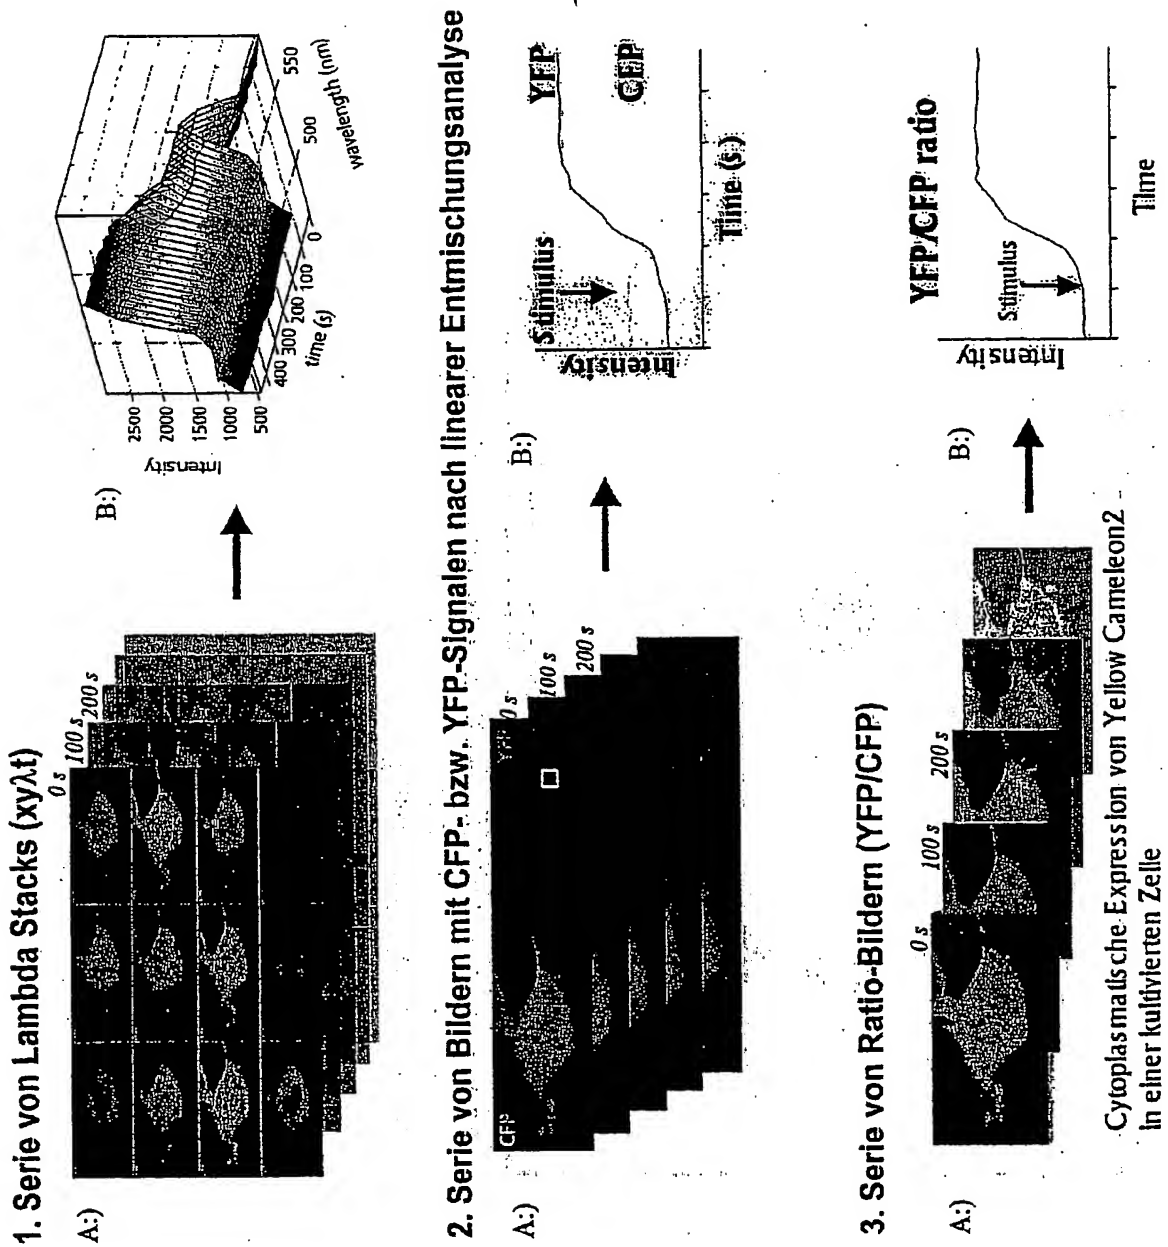 1. Serie von Lambda Stacks (xyλt)
A:)
0 s
100 s
200 s
B:)
Intensity
2500
2000
1500
1000
500
400
300
200
100
0
time (s)
500
550
wavelength (nm)
2. Serie von Bildern mit CFP- bzw. YFP-Signalen nach linearer Entmischungsanalyse
A:)
CFP
YFP
0 s
100 s
200 s
B:)
Intensity
Stimulus
YFP
CFP
Time (s)
3. Serie von Ratio-Bildern (YFP/CFP)
A:)
0 s
100 s
200 s
B:)
Intensity
Stimulus
YFP/CFP ratio
Time
Cytoplasmatische Expression von Yellow Cameleon2
in einer kultivierten Zelle